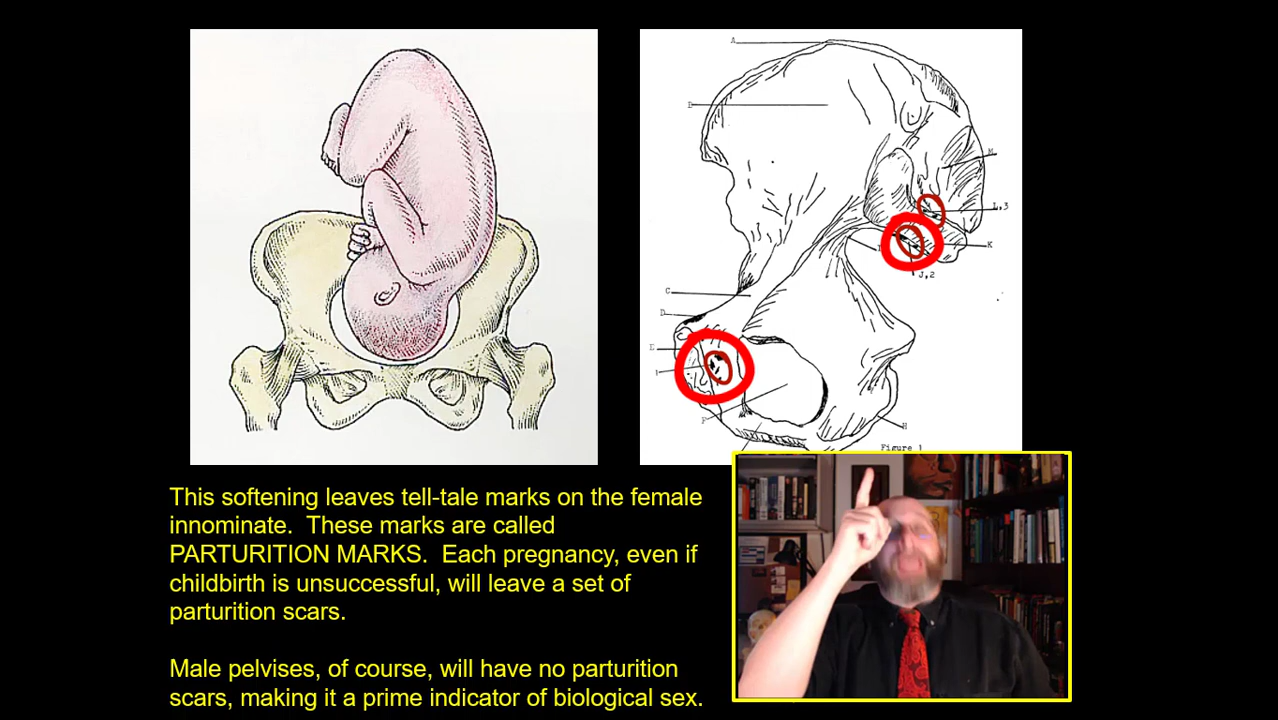 A
B
M
L,3
K
J,2
C
D
E
F
H
Figure 1
This softening leaves tell-tale marks on the female
innominate. These marks are called
PARTURITION MARKS. Each pregnancy, even if
childbirth is unsuccessful, will leave a set of
parturition scars.
Male pelvises, of course, will have no parturition
scars, making it a prime indicator of biological sex.